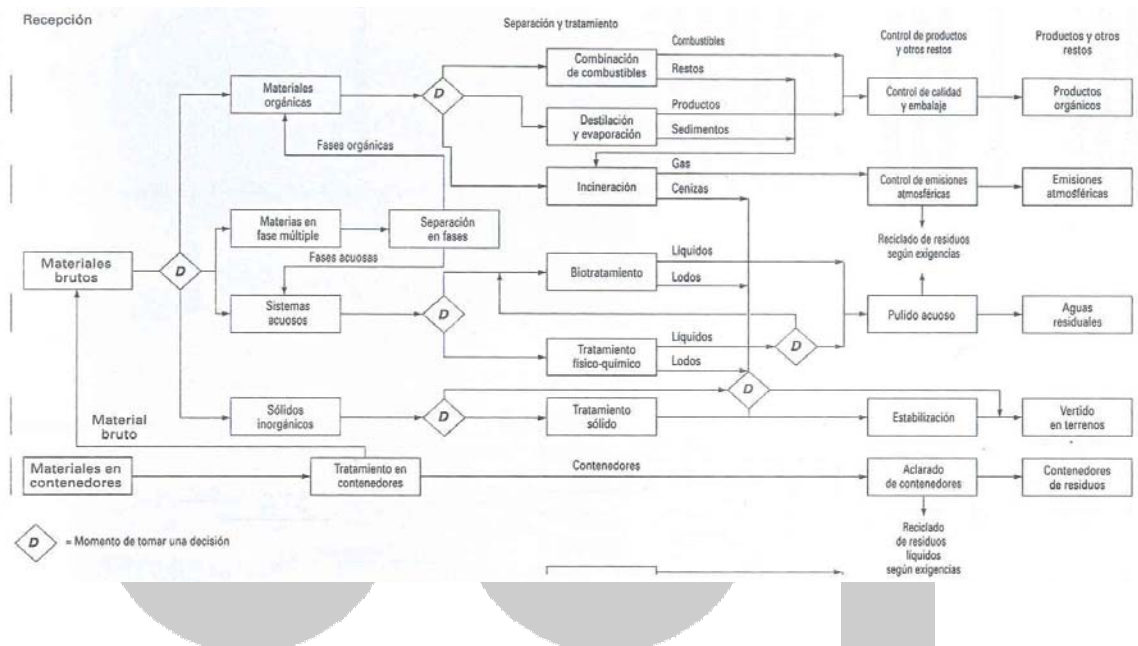 Recepción
Separación y tratamiento
Control de productos
y otros restos
Productos y otros
restos
Combustibles
Combinación
de combustibles
Restos
Materiales
orgánicas
D
Control de calidad
y embalaje
Productos
orgánicos
Destilación
y evaporación
Productos
Sedimentos
Fases orgánicas
Gas
Incineración
Cenizas
Control de emisiones
atmosféricas
Emisiones
atmosféricas
Materias en
fase múltiple
Separación
en fases
Reciclado de residuos
según exigencias
Fases acuosas
Materiales
brutos
D
Líquidos
Biotratamiento
Lodos
Sistemas
acuosos
D
Pulido acuoso
Aguas
residuales
Líquidos
Tratamiento
físico-químico
Lodos
D
D
Sólidos
inorgánicos
D
Tratamiento
sólido
Estabilización
Vertido
en terrenos
Material
bruto
Materiales en
contenedores
Tratamiento en
contenedores
Contenedores
Aclarado
de contenedores
Contenedores
de residuos
D
= Momento de tomar una decisión
Reciclado
de residuos
líquidos
según exigencias